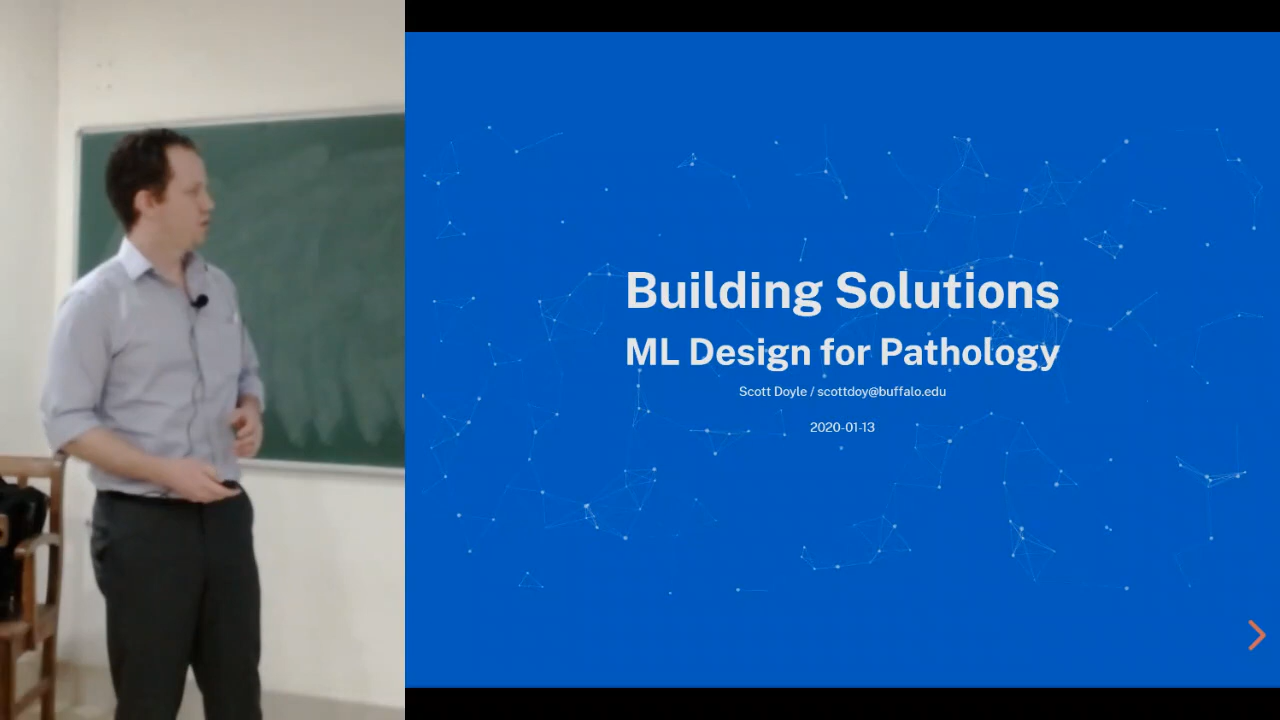 Building Solutions
ML Design for Pathology
Scott Doyle / scottdoy@buffalo.edu
2020-01-13